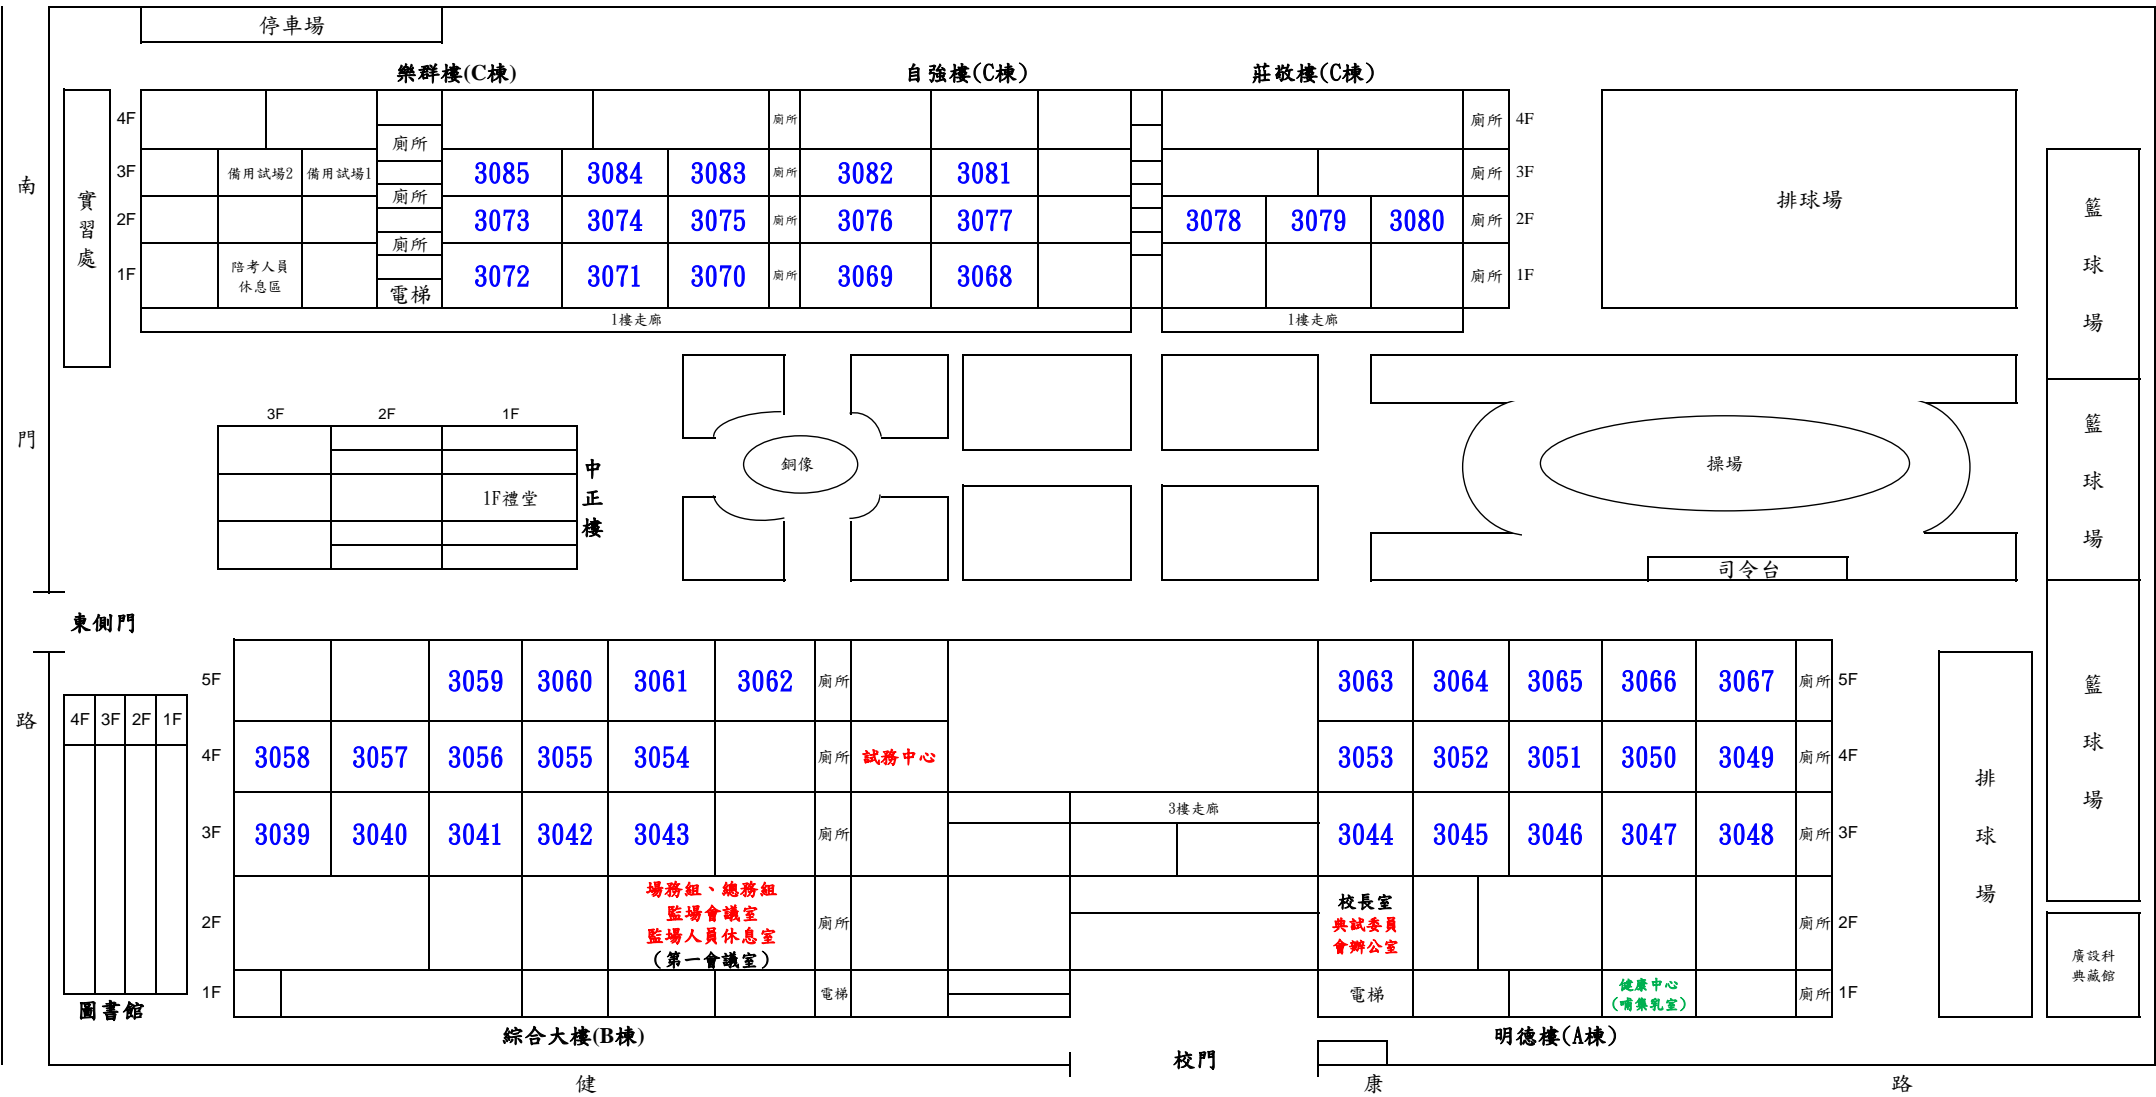 停車場
樂群樓(C棟)
自強樓(C棟)
莊敬樓(C棟)
4F
廁所
廁所
廁所
4F
3F
備用試場2
備用試場1
3085
3084
3083
廁所
3082
3081
廁所
3F
廁所
2F
3073
3074
3075
廁所
3076
3077
3078
3079
3080
廁所
2F
廁所
1F
陪考人員
休息區
電梯
3072
3071
3070
廁所
3069
3068
廁所
1F
1樓走廊
1樓走廊
實習處
南
門
路
排球場
籃球場
籃球場
籃球場
3F
2F
1F
1F禮堂
中正樓
銅像
操場
司令台
東側門
4F
3F
2F
1F
圖書館
5F
3059
3060
3061
3062
廁所
3063
3064
3065
3066
3067
廁所
5F
4F
3058
3057
3056
3055
3054
廁所
試務中心
3053
3052
3051
3050
3049
廁所
4F
3樓走廊
3F
3039
3040
3041
3042
3043
廁所
3044
3045
3046
3047
3048
廁所
3F
2F
場務組、總務組
監場會議室
監場人員休息室
(第一會議室)
廁所
校長室
典試委員
會辦公室
廁所
2F
1F
電梯
電梯
健康中心
(哺集乳室)
廁所
1F
排球場
廣設科
典藏館
綜合大樓(B棟)
明德樓(A棟)
校門
健
康
路